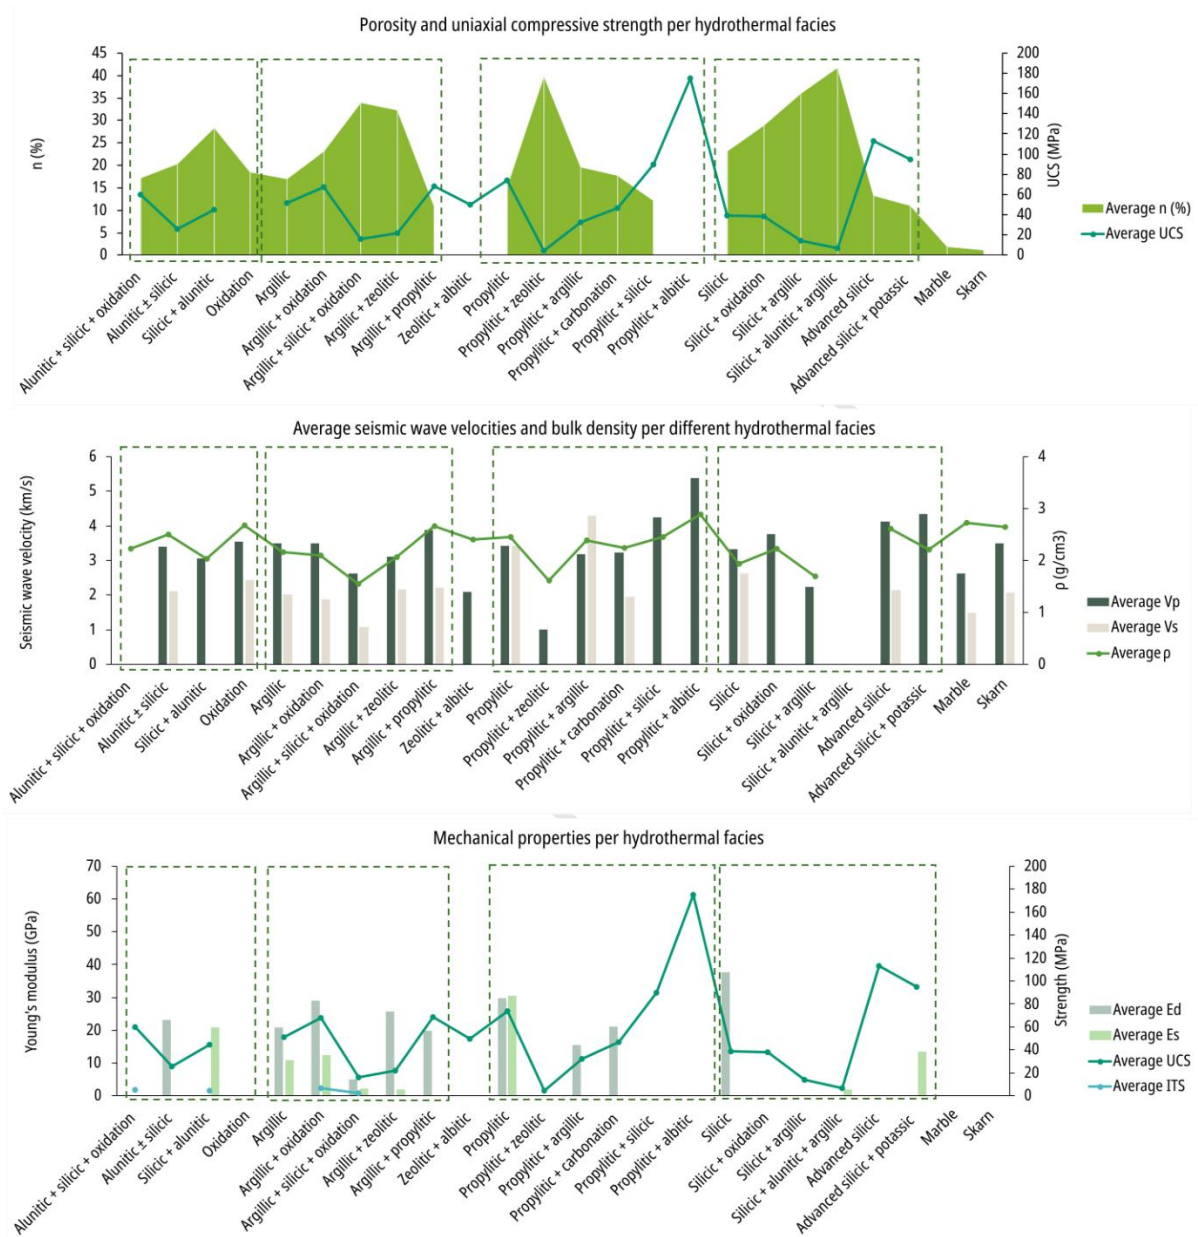 Porosity and uniaxial compressive strength per hydrothermal facies
45
40
35
30
25
20
15
10
5
0
n (%)
200
180
160
140
120
100
80
60
40
20
0
UCS (MPa)
Average n (%)
Average UCS
Alunitic + silicic + oxidation
Alunitic ± silicic
Silicic + alunitic
Oxidation
Argillic
Argillic + oxidation
Argillic + silicic + oxidation
Argillic + zeolitic
Argillic + propylitic
Zeolitic + albitic
Propylitic
Propylitic + zeolitic
Propylitic + argillic
Propylitic + carbonation
Propylitic + silicic
Propylitic + albitic
Silicic
Silicic + oxidation
Silicic + argillic
Silicic + alunitic + argillic
Advanced silicic
Advanced silicic + potassic
Marble
Skarn
Average seismic wave velocities and bulk density per different hydrothermal facies
6
5
4
3
2
1
0
Seismic wave velocity (km/s)
4
3
2
1
0
ρ (g/cm3)
Average Vp
Average Vs
Average ρ
Alunitic + silicic + oxidation
Alunitic ± silicic
Silicic + alunitic
Oxidation
Argillic
Argillic + oxidation
Argillic + silicic + oxidation
Argillic + zeolitic
Argillic + propylitic
Zeolitic + albitic
Propylitic
Propylitic + zeolitic
Propylitic + argillic
Propylitic + carbonation
Propylitic + silicic
Propylitic + albitic
Silicic
Silicic + oxidation
Silicic + argillic
Silicic + alunitic + argillic
Advanced silicic
Advanced silicic + potassic
Marble
Skarn
Mechanical properties per hydrothermal facies
70
60
50
40
30
20
10
0
Young's modulus (GPa)
200
180
160
140
120
100
80
60
40
20
0
Strength (MPa)
Average Ed
Average Es
Average UCS
Average ITS
Alunitic + silicic + oxidation
Alunitic ± silicic
Silicic + alunitic
Oxidation
Argillic
Argillic + oxidation
Argillic + silicic + oxidation
Argillic + zeolitic
Argillic + propylitic
Zeolitic + albitic
Propylitic
Propylitic + zeolitic
Propylitic + argillic
Propylitic + carbonation
Propylitic + silicic
Propylitic + albitic
Silicic
Silicic + oxidation
Silicic + argillic
Silicic + alunitic + argillic
Advanced silicic
Advanced silicic + potassic
Marble
Skarn